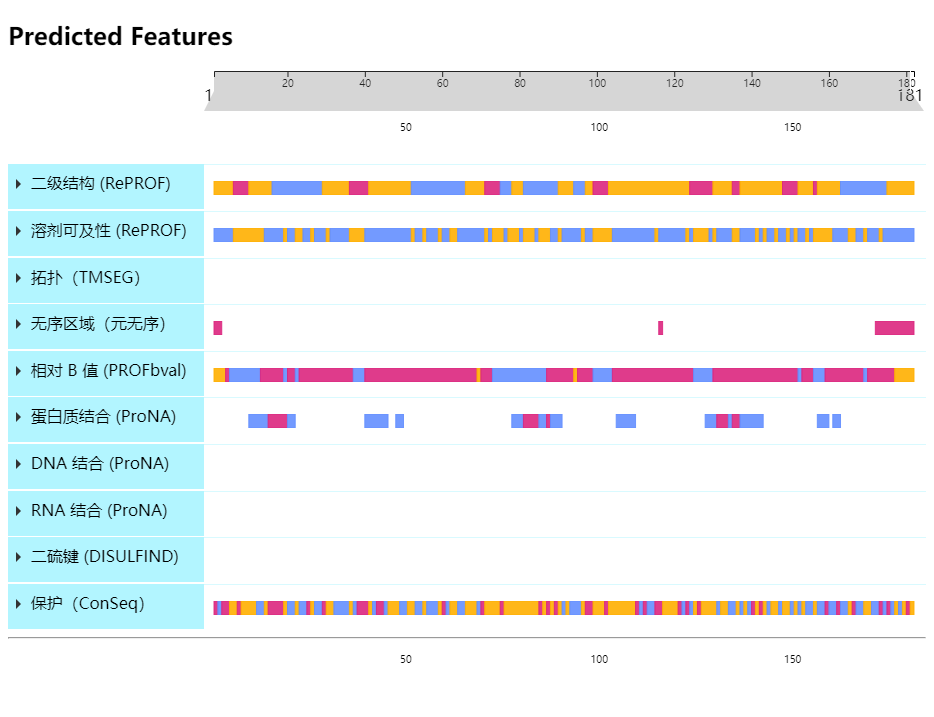 Predicted Features
20 40 60 80 100 120 140 160 180
1 181
50 100 150
二级结构 (RePROF)
溶剂可及性 (RePROF)
拓扑（TMSEG）
无序区域（元无序）
相对 B 值 (PROFbval)
蛋白质结合 (ProNA)
DNA 结合 (ProNA)
RNA 结合 (ProNA)
二硫键 (DISULFIND)
保护（ConSeq）
50 100 150